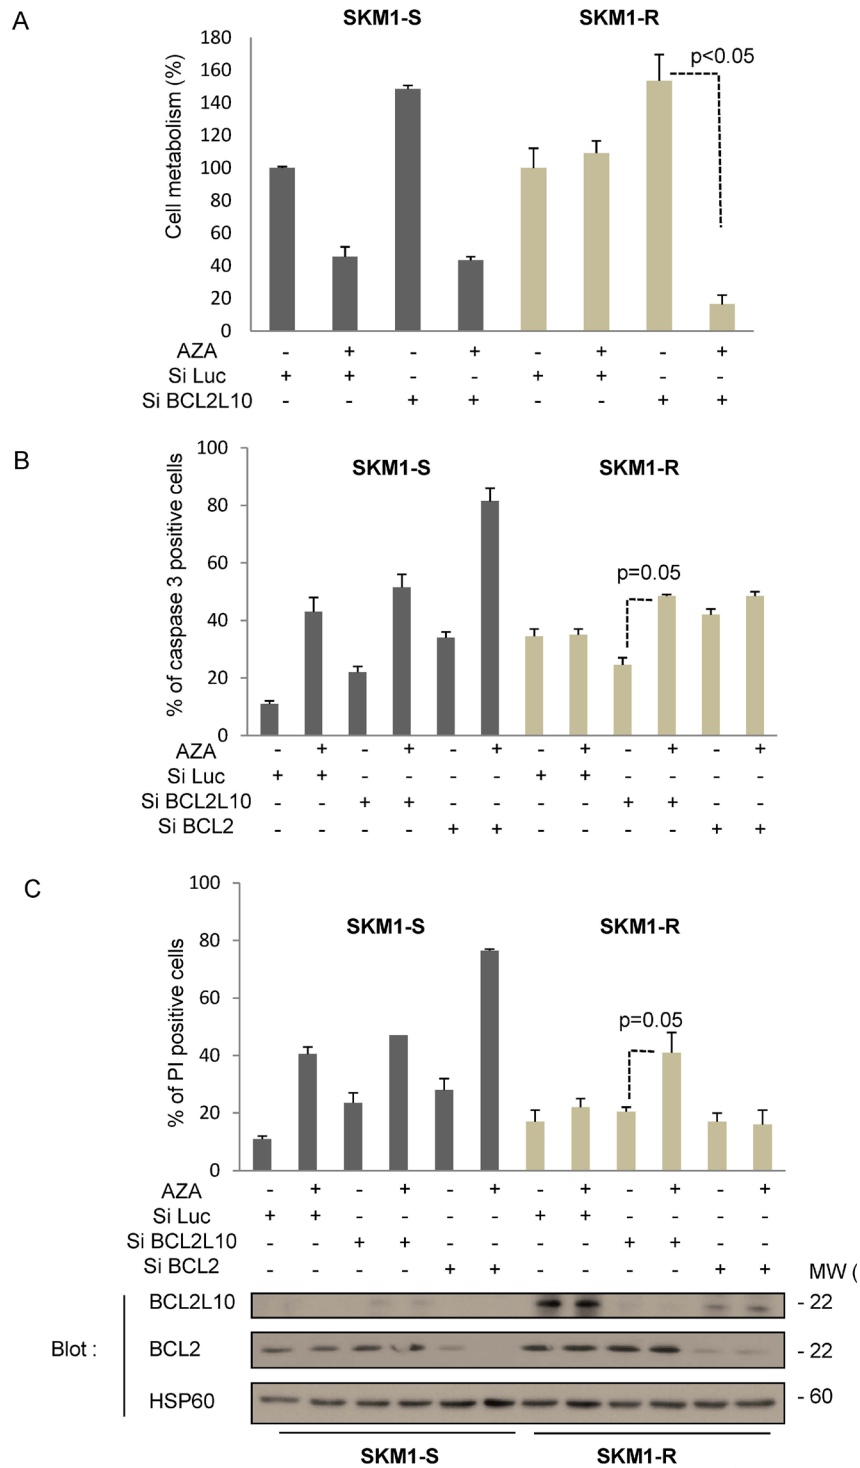 A
SKM1-S SKM1-R
180
160
140
120
100
80
60
40
20
0
Cell metabolism (%)
p<0.05
AZA - + - + - + - +
Si Luc + + - - + + - -
Si BCL2L10 - - + + - - + +
B
SKM1-S SKM1-R
100
80
60
40
20
0
% of caspase 3 positive cells
p=0.05
AZA - + - + - + - + - + - +
Si Luc + + - - - - + + - - - -
Si BCL2L10 - - + + - - - - + + - -
Si BCL2 - - - - + + - - - - + +
C
SKM1-S SKM1-R
100
80
60
40
20
0
% of PI positive cells
p=0.05
AZA - + - + - + - + - + - +
Si Luc + + - - - - + + - - - -
Si BCL2L10 - - + + - - - - + + - -
Si BCL2 - - - - + + - - - - + +
MW (
Blot :
BCL2L10 - 22
BCL2 - 22
HSP60 - 60
SKM1-S SKM1-R